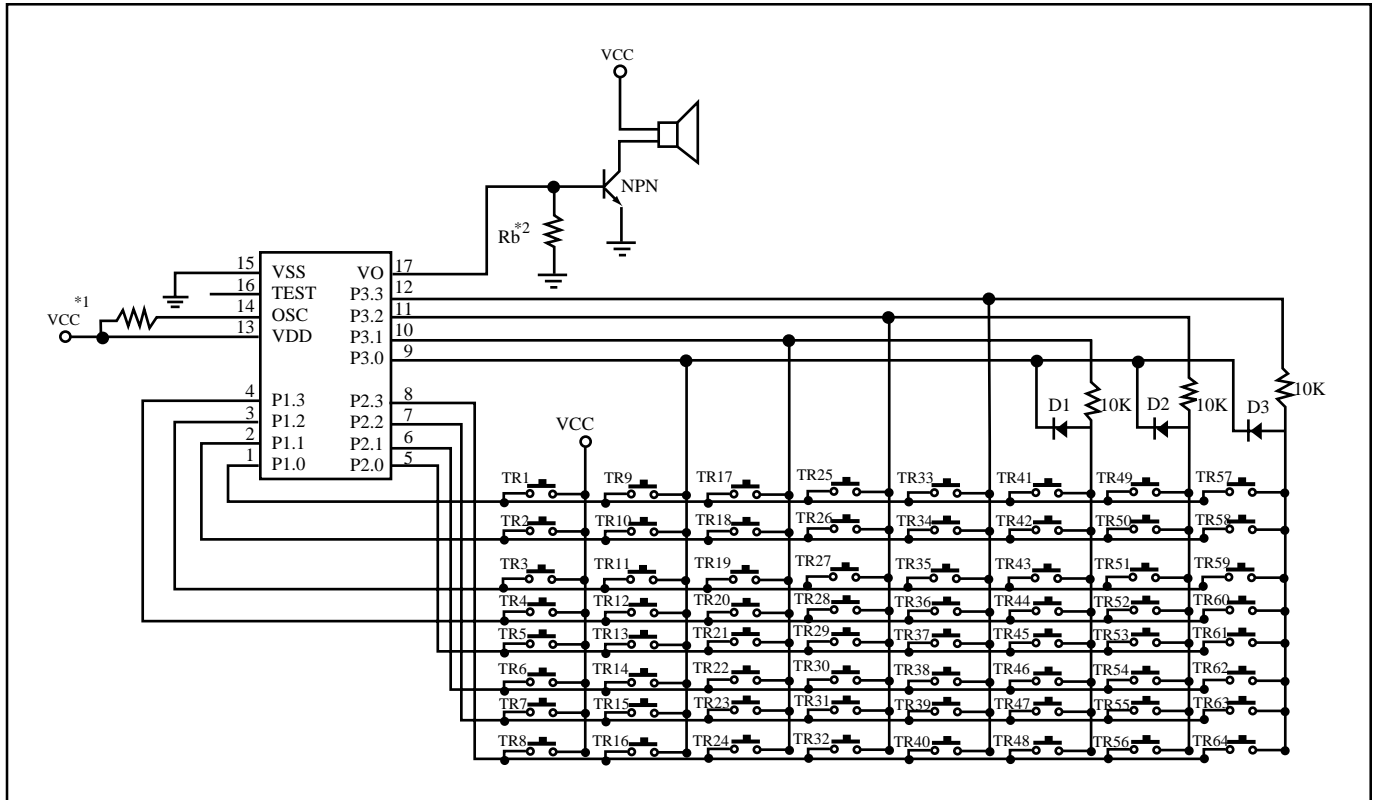 VCC
NPN
Rb*2
15 VSS VO 17
16 TEST P3.3 12
*1
VCC
14 OSC P3.2 11
13 VDD P3.1 10
P3.0 9
4 P1.3 P2.3 8
3 P1.2 P2.2 7
2 P1.1 P2.1 6
1 P1.0 P2.0 5
VCC
D1 10K D2 10K D3 10K
TR1 TR9 TR17 TR25 TR33 TR41 TR49 TR57
TR2 TR10 TR18 TR26 TR34 TR42 TR50 TR58
TR3 TR11 TR19 TR27 TR35 TR43 TR51 TR59
TR4 TR12 TR20 TR28 TR36 TR44 TR52 TR60
TR5 TR13 TR21 TR29 TR37 TR45 TR53 TR61
TR6 TR14 TR22 TR30 TR38 TR46 TR54 TR62
TR7 TR15 TR23 TR31 TR39 TR47 TR55 TR63
TR8 TR16 TR24 TR32 TR40 TR48 TR56 TR64